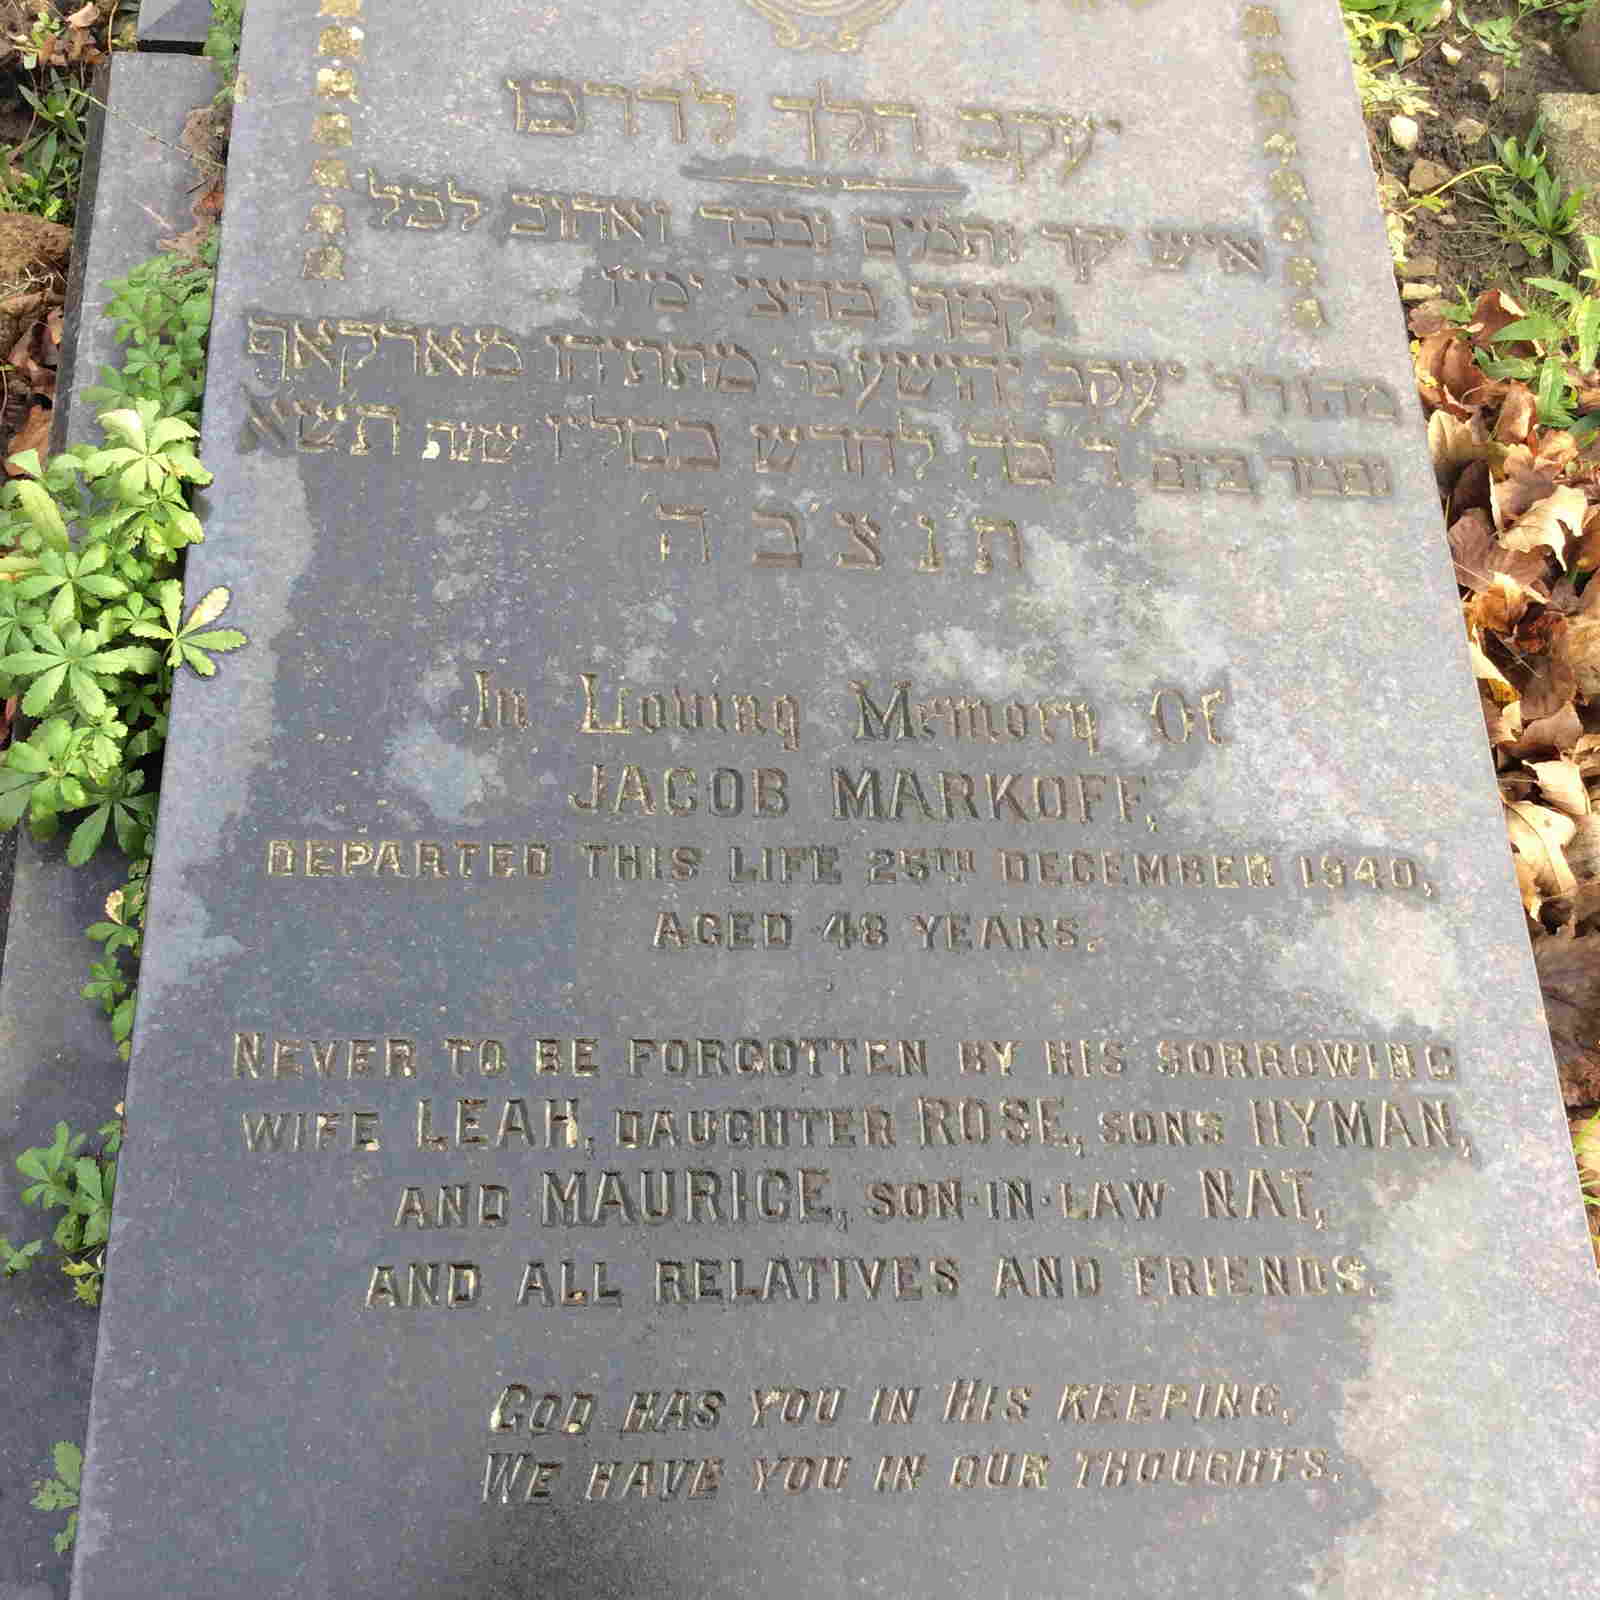 יעקב הלך לדרכו
איש יקר ותמים נכבד ואהוב לכל
נקטף בחצי ימיו
מהור״ר יעקב יהושע בר מתתיהו מארקאף
נפטר ביום ד׳ כה לחדש כסליו שנת תש״א
ת נ צ ב ה
In Loving Memory Of
JACOB MARKOFF,
DEPARTED THIS LIFE 25TH DECEMBER 1940,
AGED 48 YEARS.
NEVER TO BE FORGOTTEN BY HIS SORROWING
WIFE LEAH, DAUGHTER ROSE, SONS HYMAN,
AND MAURICE, SON-IN-LAW NAT,
AND ALL RELATIVES AND FRIENDS.
GOD HAS YOU IN HIS KEEPING,
WE HAVE YOU IN OUR THOUGHTS.